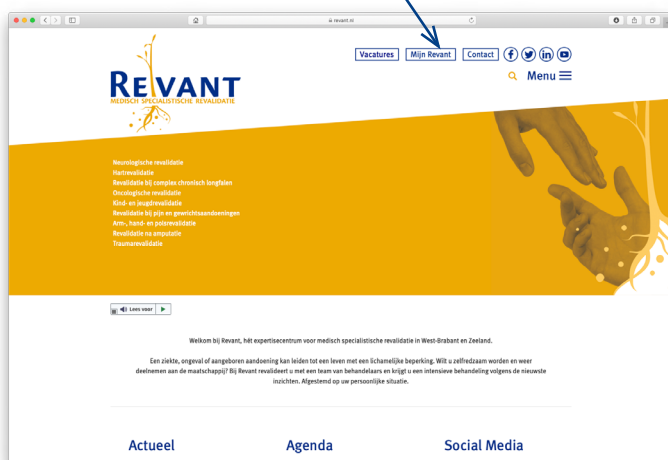 revant.nl
Vacatures
Mijn Revant
Contact
Menu
REVANT
MEDISCH SPECIALISTISCHE REVALIDATIE
Neurologische revalidatie
Hartrevalidatie
Revalidatie bij complex chronisch longfalen
Oncologische revalidatie
Kind- en jeugdrevalidatie
Revalidatie bij pijn en gewrichtsaandoeningen
Arm-, hand- en polsrevalidatie
Revalidatie na amputatie
Traumarevalidatie
Lees voor
Welkom bij Revant, hét expertisecentrum voor medisch specialistische revalidatie in West-Brabant en Zeeland.
Een ziekte, ongeval of aangeboren aandoening kan leiden tot een leven met een lichamelijke beperking. Wilt u zelfredzaam worden en weer
deelnemen aan de maatschappij? Bij Revant revalideert u met een team van behandelaars en krijgt u een intensieve behandeling volgens de nieuwste
inzichten. Afgestemd op uw persoonlijke situatie.
Actueel
Agenda
Social Media